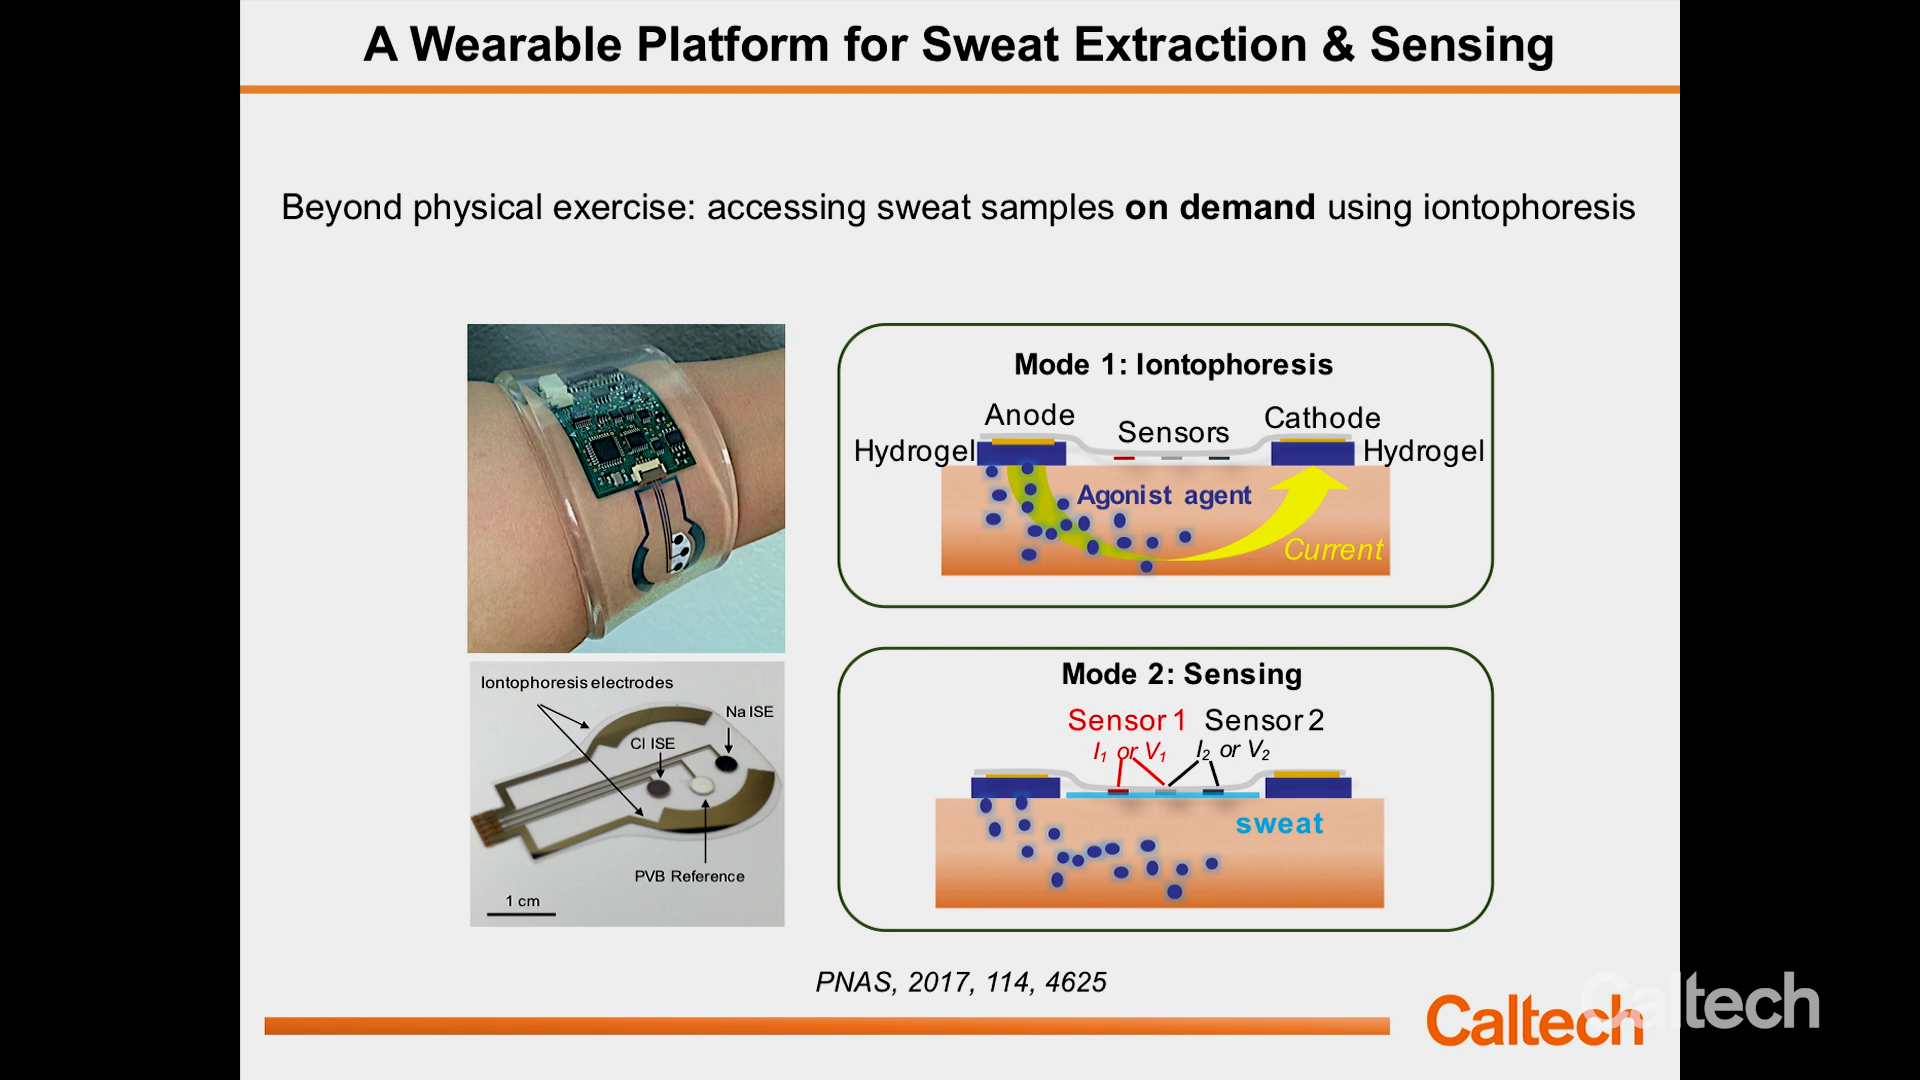 A Wearable Platform for Sweat Extraction & Sensing
Beyond physical exercise: accessing sweat samples on demand using iontophoresis
Mode 1: Iontophoresis
Anode
Sensors
Cathode
Hydrogel
Hydrogel
Agonist agent
Current
Iontophoresis electrodes
Na ISE
Cl ISE
PVB Reference
1 cm
Mode 2: Sensing
Sensor 1 Sensor 2
I1 or V1 I2 or V2
sweat
PNAS, 2017, 114, 4625
Caltech
Caltech